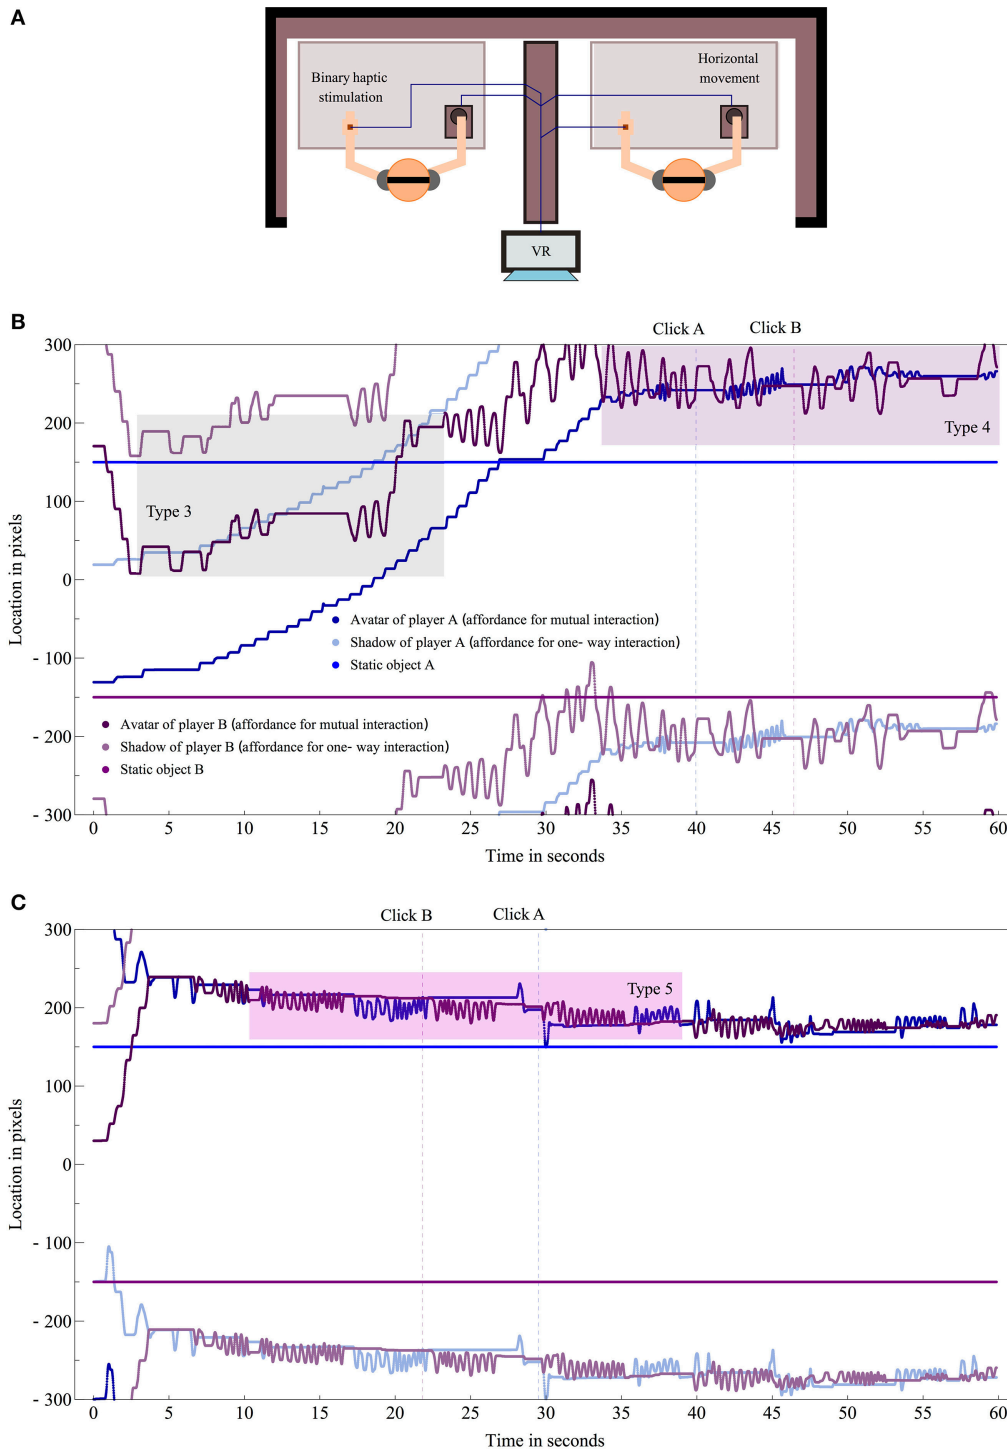 A
Binary haptic
stimulation
Horizontal
movement
VR
B
Click A
Click B
300
200
100
0
- 100
- 200
- 300
Location in pixels
Type 3
Type 4
Avatar of player A (affordance for mutual interaction)
Shadow of player A (affordance for one- way interaction)
Static object A
Avatar of player B (affordance for mutual interaction)
Shadow of player B (affordance for one- way interaction)
Static object B
0 5 10 15 20 25 30 35 40 45 50 55 60
Time in seconds
C
Click B
Click A
300
200
100
0
- 100
- 200
- 300
Location in pixels
Type 5
0 5 10 15 20 25 30 35 40 45 50 55 60
Time in seconds